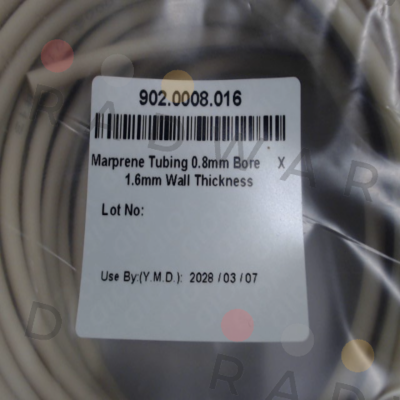 902.0008.016
Marprene Tubing 0.8mm Bore X
1.6mm Wall Thickness
Lot No:
Use By:(Y.M.D.): 2028 / 03 / 07